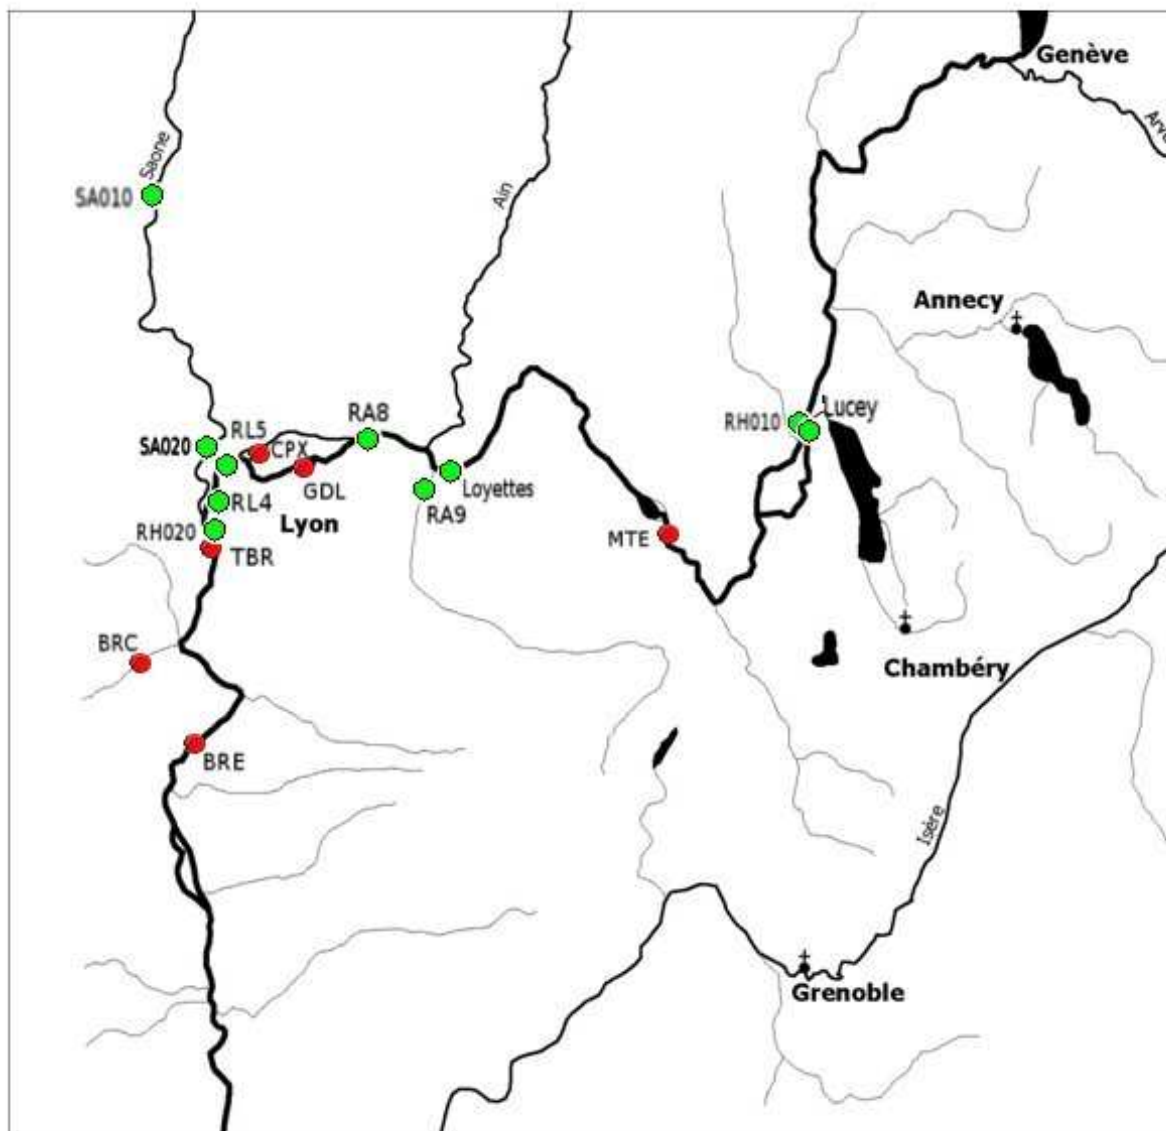 Genève
Arve
Saone
SA010
Ain
Annecy
RA8
RH010
Lucey
RL5
SA020
CPX
GDL
Loyettes
RL4
RA9
Lyon
RH020
TBR
MTE
BRC
Chambéry
BRE
Isère
Grenoble